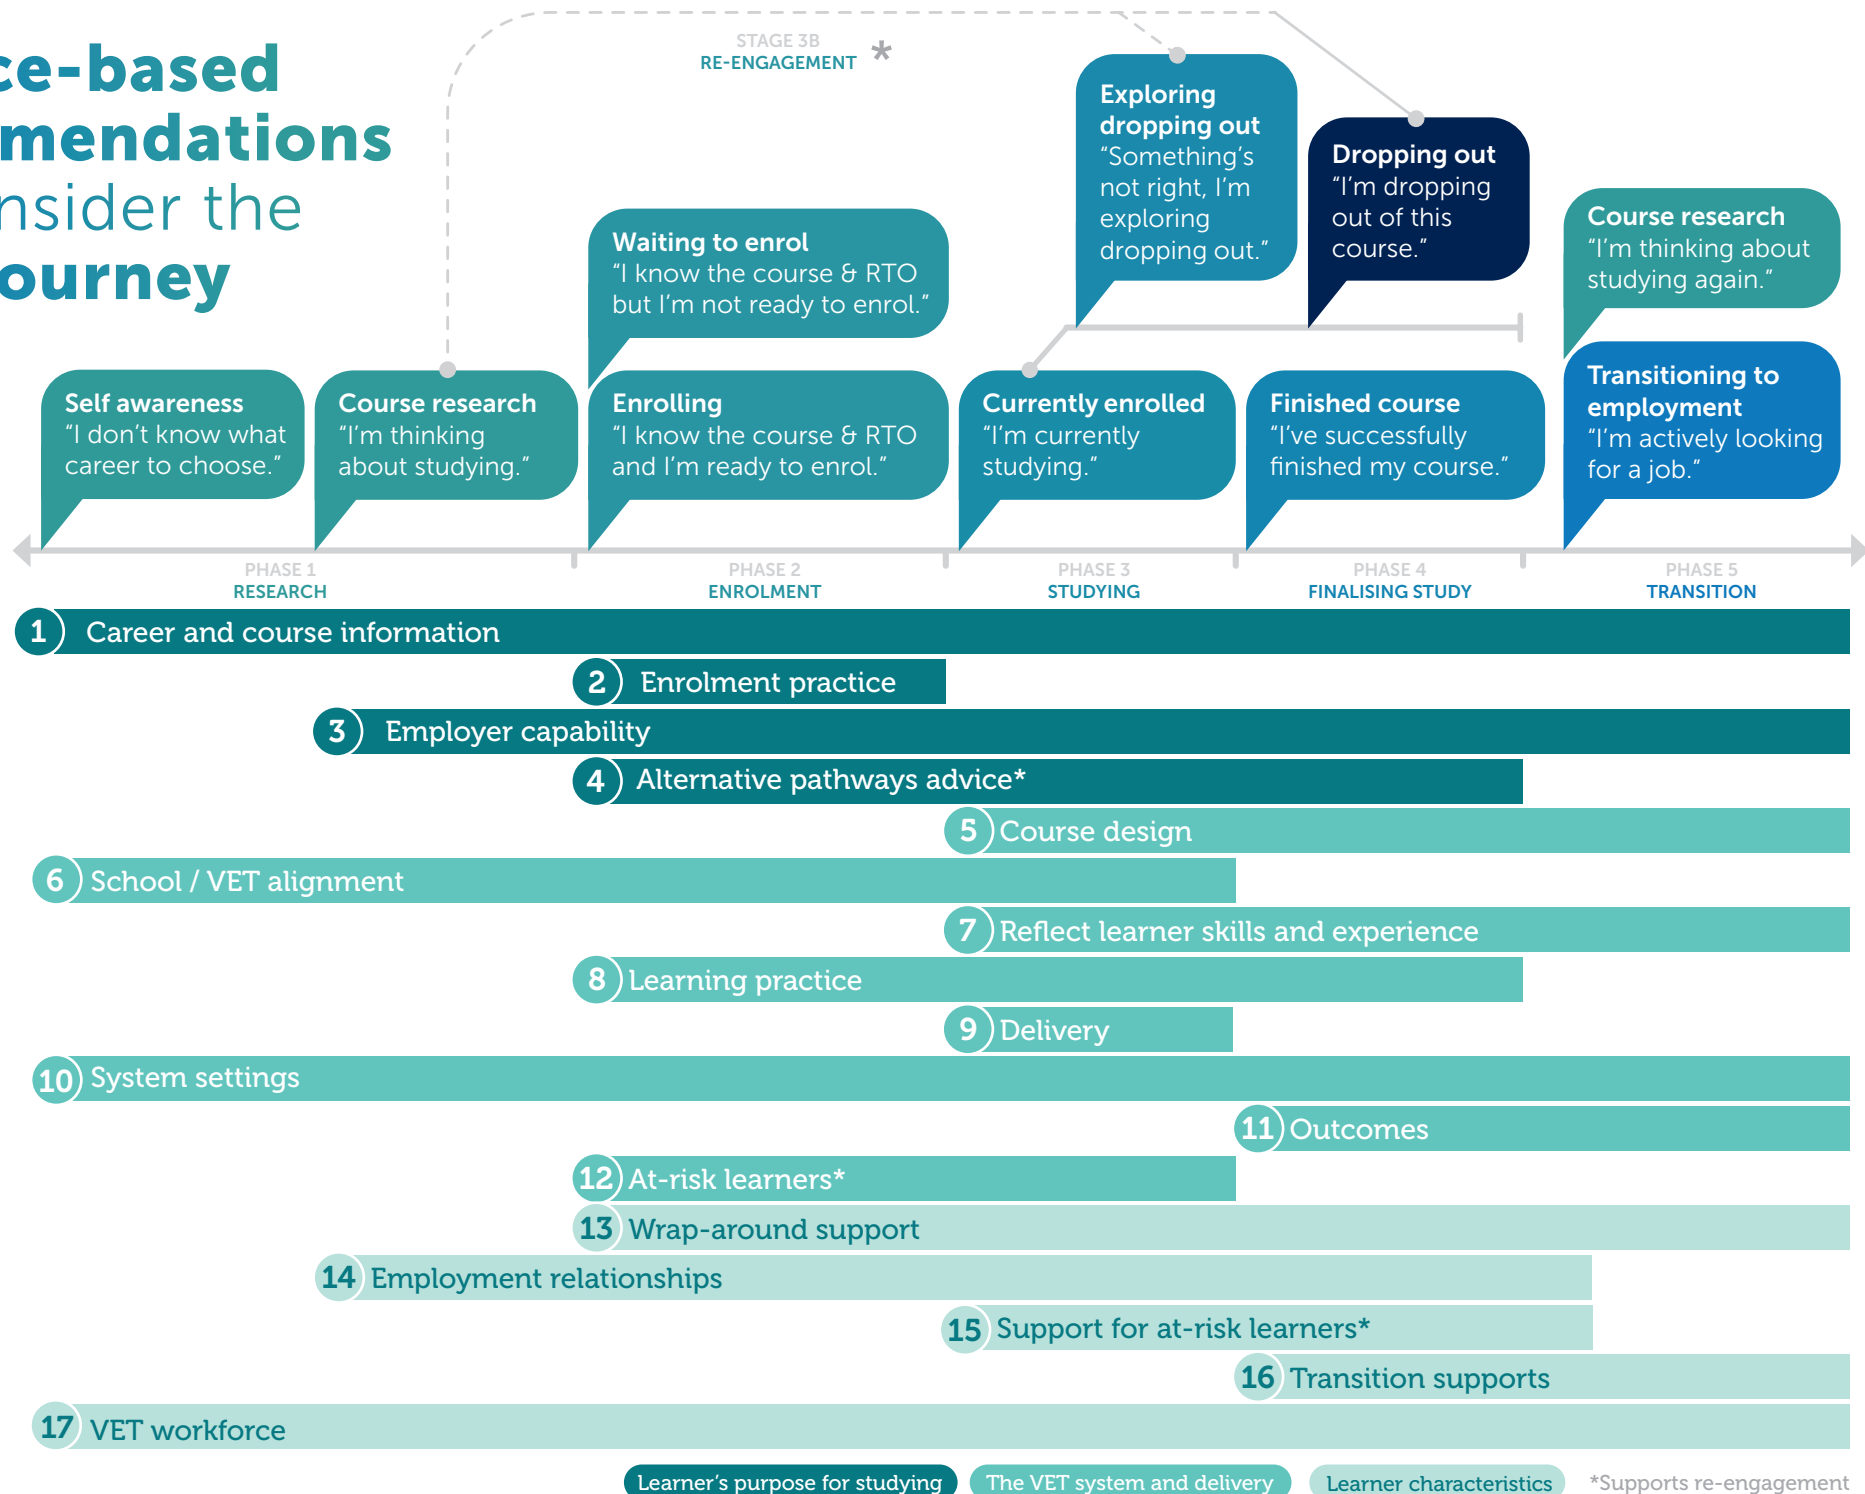 ce-based
mendations
nsider the
ourney
STAGE 3B
RE-ENGAGEMENT *
Exploring
dropping out
“Something’s
not right, I’m
exploring
dropping out.”
Dropping out
“I’m dropping
out of this
course.”
Waiting to enrol
“I know the course & RTO
but I’m not ready to enrol.”
Course research
“I’m thinking about
studying again.”
Self awareness
“I don’t know what
career to choose.”
Course research
“I’m thinking
about studying.”
Enrolling
“I know the course & RTO
and I’m ready to enrol.”
Currently enrolled
“I’m currently
studying.”
Finished course
“I’ve successfully
finished my course.”
Transitioning to
employment
“I’m actively looking
for a job.”
PHASE 1
RESEARCH
PHASE 2
ENROLMENT
PHASE 3
STUDYING
PHASE 4
FINALISING STUDY
PHASE 5
TRANSITION
1 Career and course information
2 Enrolment practice
3 Employer capability
4 Alternative pathways advice*
5 Course design
6 School / VET alignment
7 Reflect learner skills and experience
8 Learning practice
9 Delivery
10 System settings
11 Outcomes
12 At-risk learners*
13 Wrap-around support
14 Employment relationships
15 Support for at-risk learners*
16 Transition supports
17 VET workforce
Learner’s purpose for studying The VET system and delivery Learner characteristics *Supports re-engagement